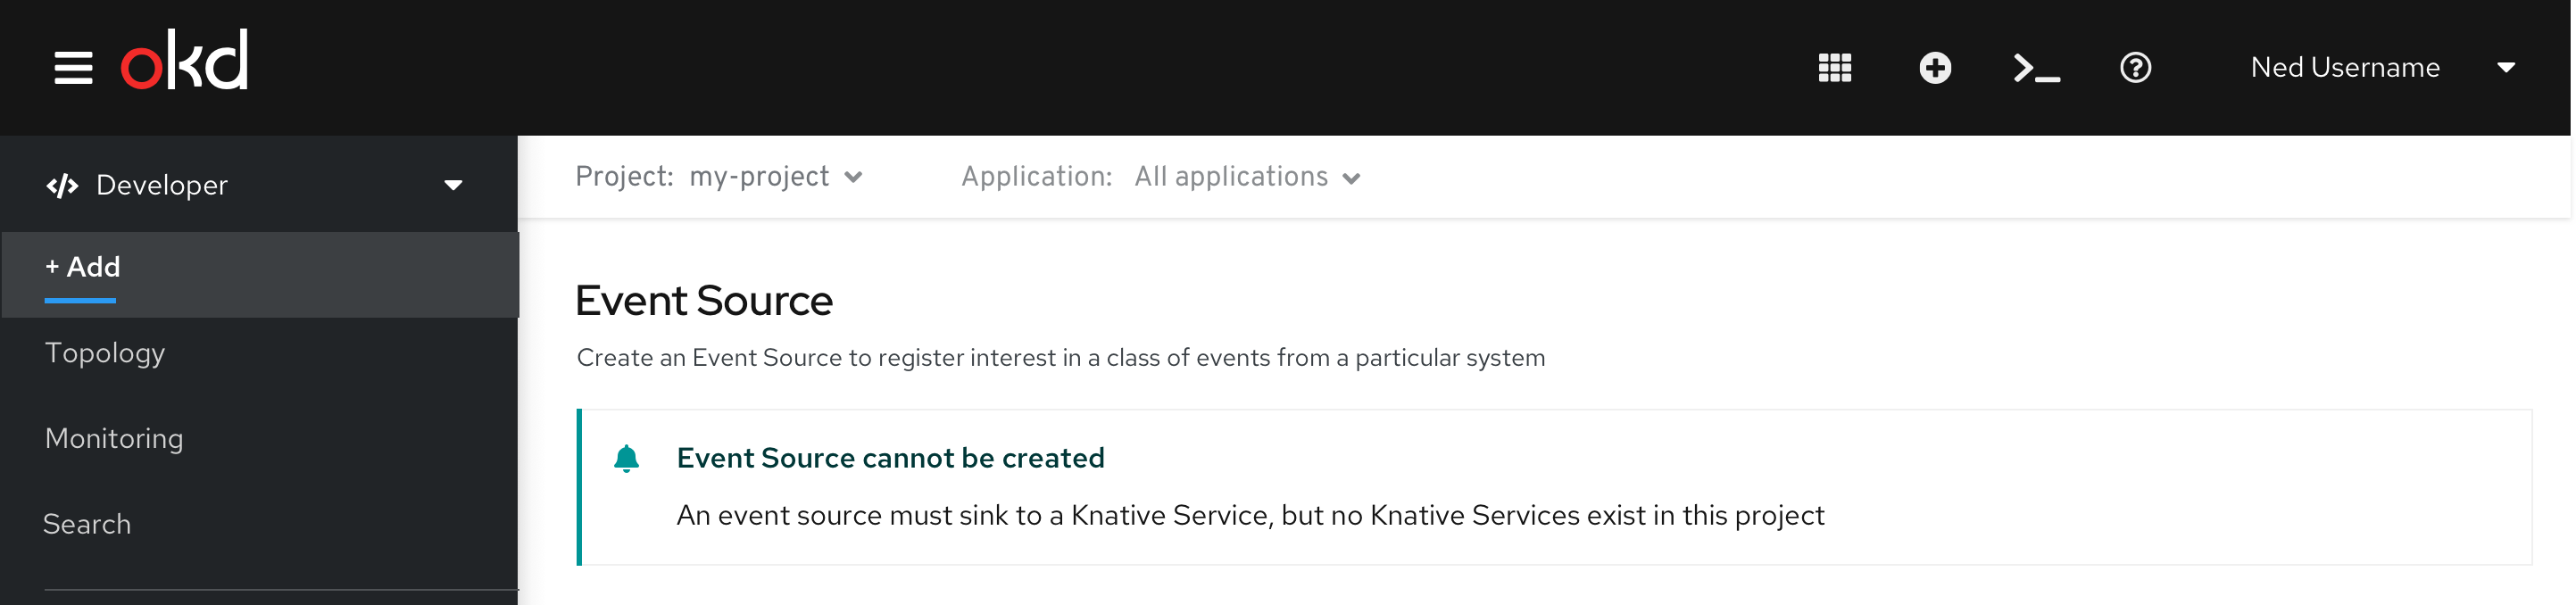 okd
Ned Username
Developer
Project: my-project
Application: All applications
+ Add
Topology
Monitoring
Search
Event Source
Create an Event Source to register interest in a class of events from a particular system
Event Source cannot be created
An event source must sink to a Knative Service, but no Knative Services exist in this project